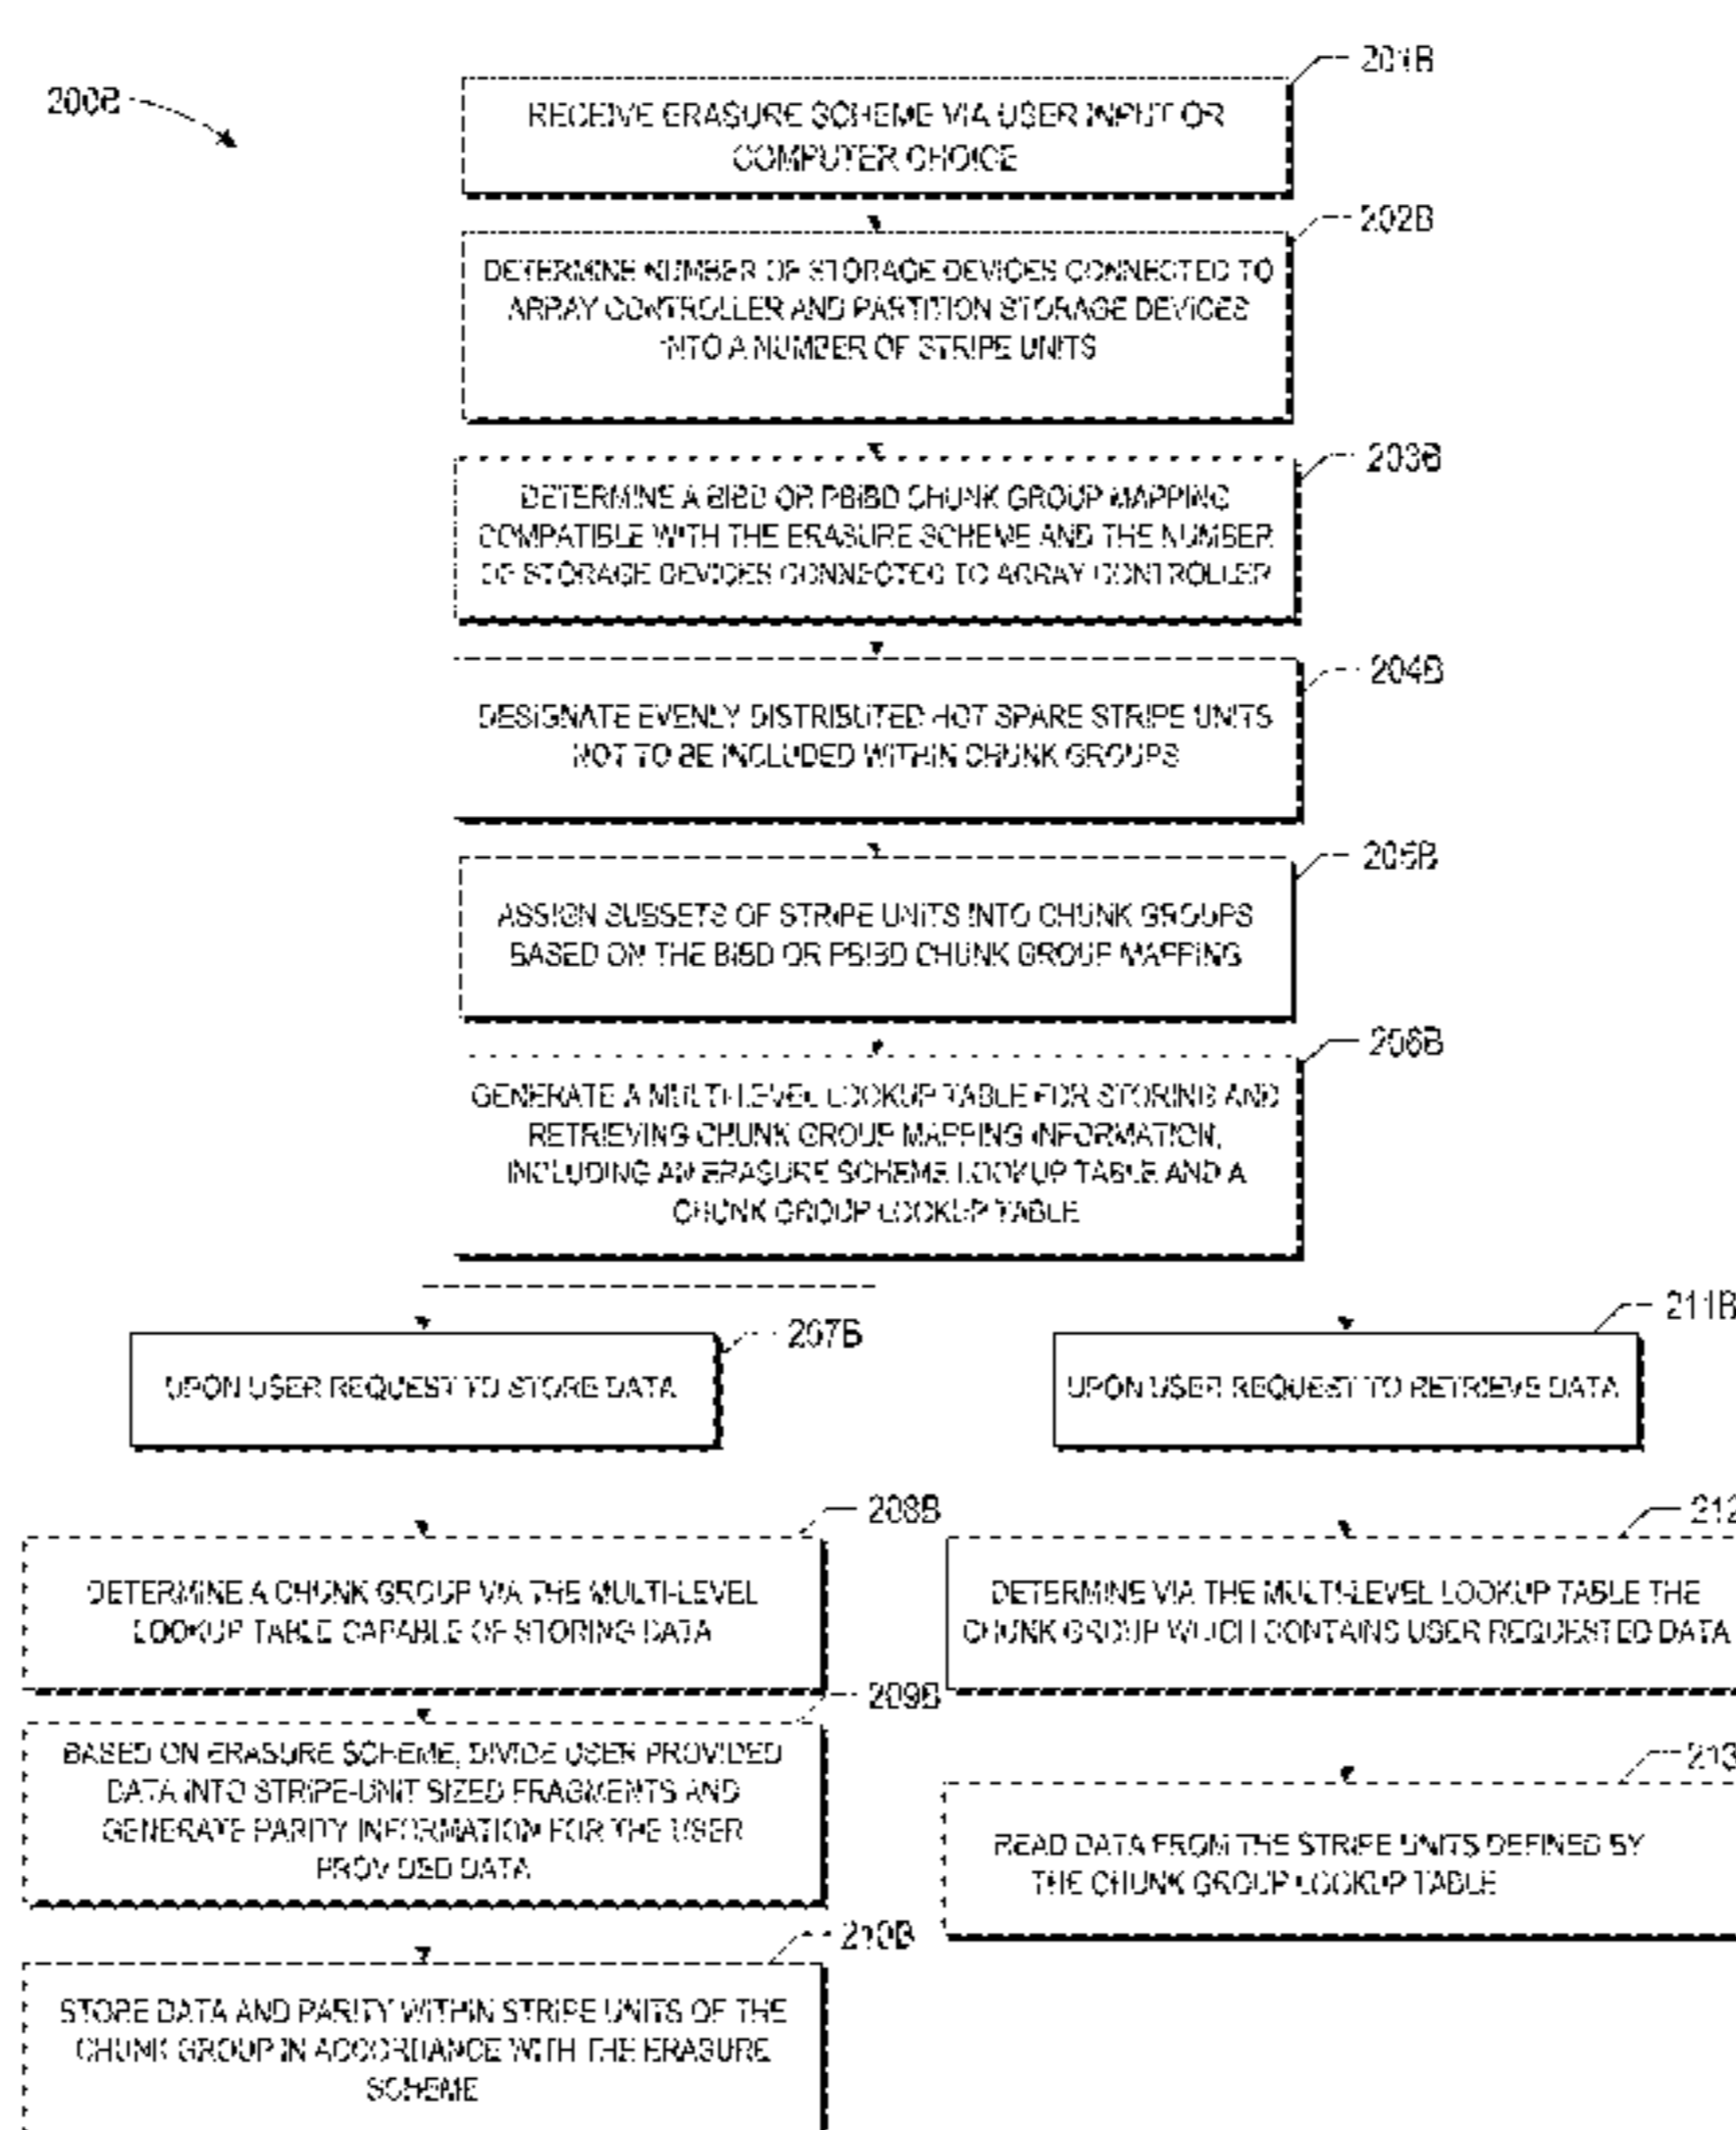 200B
201B
RECEIVE ERASURE SCHEME VIA USER INPUT OR
COMPUTER CHOICE
202B
DETERMINE NUMBER OF STORAGE DEVICES CONNECTED TO
ARRAY CONTROLLER AND PARTITION STORAGE DEVICES
INTO A NUMBER OF STRIPE UNITS
203B
DETERMINE A BIBD OR PBIBD CHUNK GROUP MAPPING
COMPATIBLE WITH THE ERASURE SCHEME AND THE NUMBER
OF STORAGE DEVICES CONNECTED TO ARRAY CONTROLLER
204B
DESIGNATE EVENLY DISTRIBUTED HOT SPARE STRIPE UNITS
NOT TO BE INCLUDED WITHIN CHUNK GROUPS
205B
ASSIGN SUBSETS OF STRIPE UNITS INTO CHUNK GROUPS
BASED ON THE BIBD OR PBIBD CHUNK GROUP MAPPING
206B
GENERATE A MULTI-LEVEL LOOKUP TABLE FOR STORING AND
RETRIEVING CHUNK GROUP MAPPING INFORMATION,
INCLUDING AN ERASURE SCHEME LOOKUP TABLE AND A
CHUNK GROUP LOOKUP TABLE
207B
UPON USER REQUEST TO STORE DATA
208B
DETERMINE A CHUNK GROUP VIA THE MULTI-LEVEL
LOOKUP TABLE CAPABLE OF STORING DATA
209B
BASED ON ERASURE SCHEME, DIVIDE USER PROVIDED
DATA INTO STRIPE-UNIT SIZED FRAGMENTS AND
GENERATE PARITY INFORMATION FOR THE USER
PROVIDED DATA
210B
STORE DATA AND PARITY WITHIN STRIPE UNITS OF THE
CHUNK GROUP IN ACCORDANCE WITH THE ERASURE
SCHEME
211B
UPON USER REQUEST TO RETRIEVE DATA
212
DETERMINE VIA THE MULTI-LEVEL LOOKUP TABLE THE
CHUNK GROUP WHICH CONTAINS USER REQUESTED DATA
213
READ DATA FROM THE STRIPE UNITS DEFINED BY
THE CHUNK GROUP LOOKUP TABLE